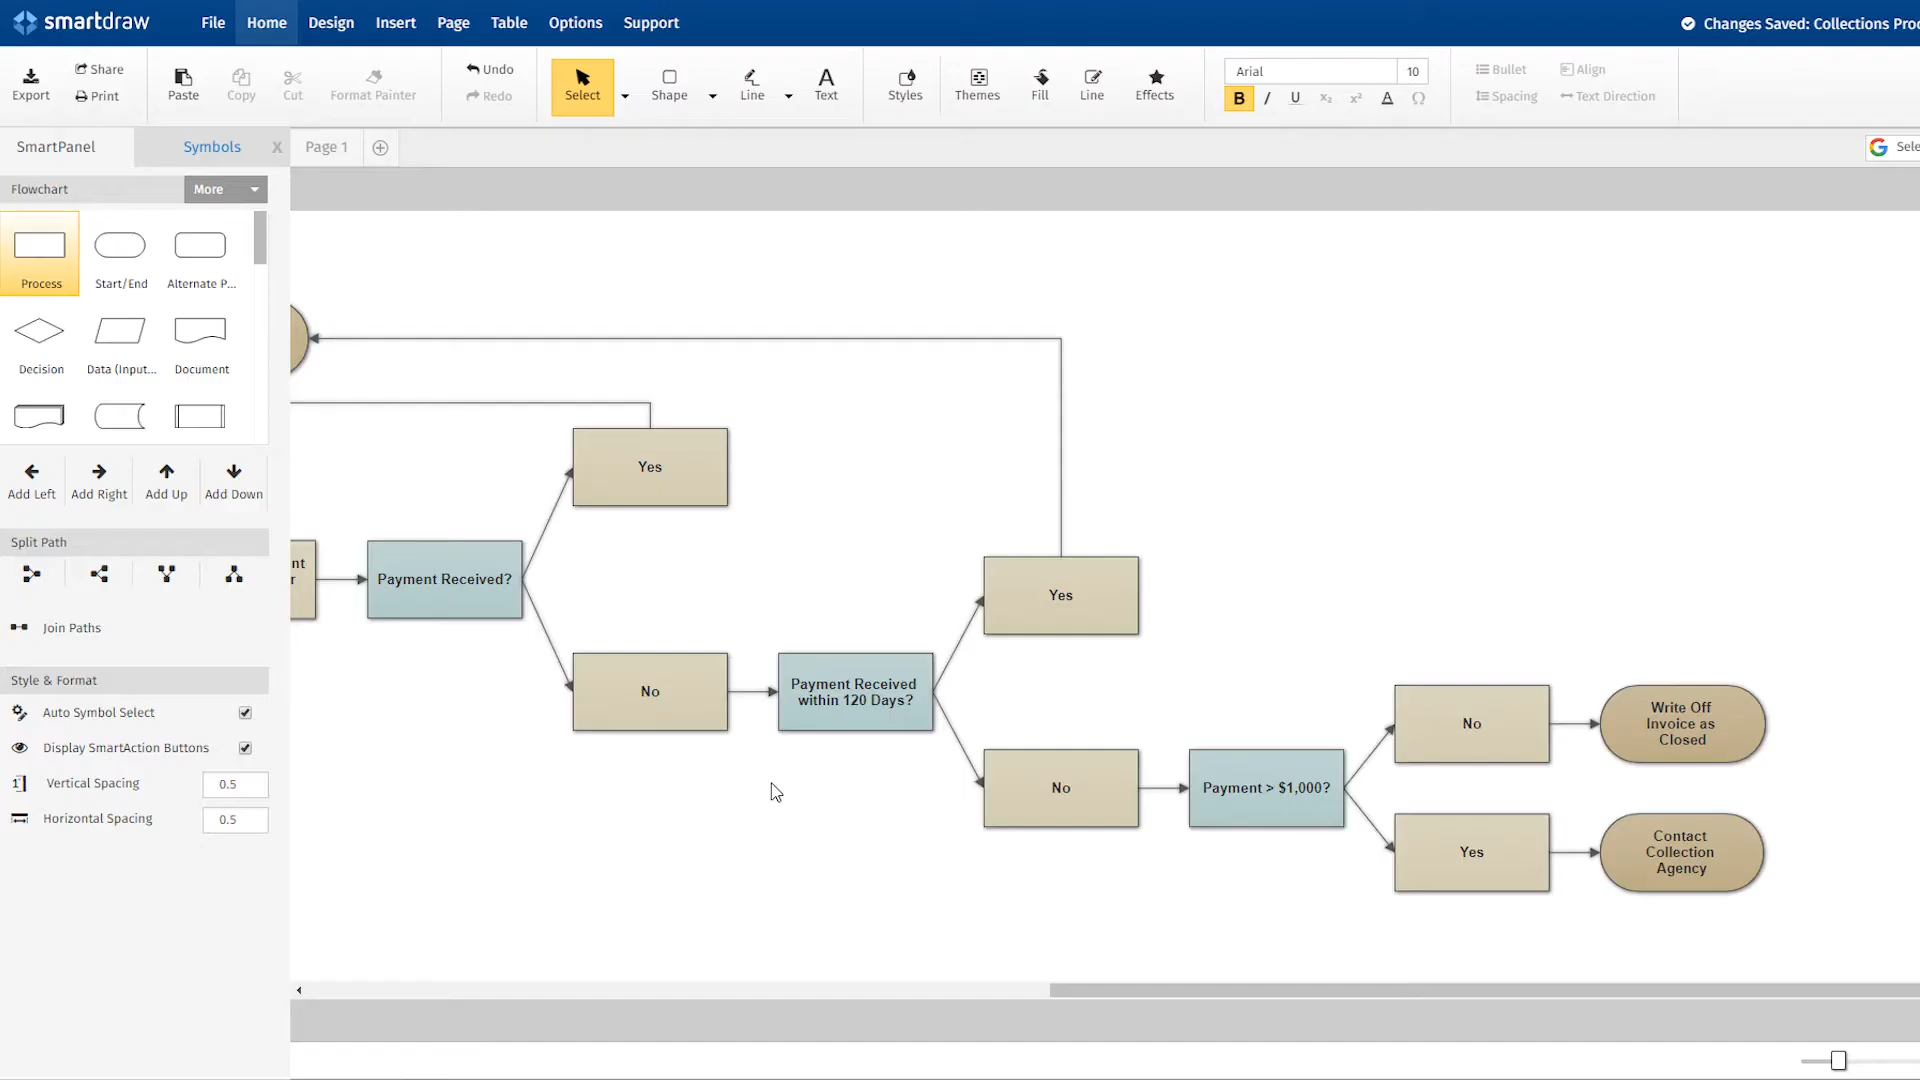 smartdraw
File Home Design Insert Page Table Options Support
Changes Saved: Collections Proc
Share
Print
Export
Paste
Copy
Cut
Format Painter
Undo
Redo
Select
Shape
Line
Text
Styles
Themes
Fill
Line
Effects
Arial 10
B I U x₂ x² A Ω
Bullet
Spacing
Align
Text Direction
SmartPanel Symbols X
Page 1
Sele
Flowchart More
Process Start/End Alternate P...
Decision Data (Input... Document
Add Left Add Right Add Up Add Down
Split Path
Join Paths
Style & Format
Auto Symbol Select
Display SmartAction Buttons
Vertical Spacing 0.5
Horizontal Spacing 0.5
nt
r
Payment Received?
Yes
No
Payment Received
within 120 Days?
Yes
No
Payment > $1,000?
No
Write Off
Invoice as
Closed
Yes
Contact
Collection
Agency